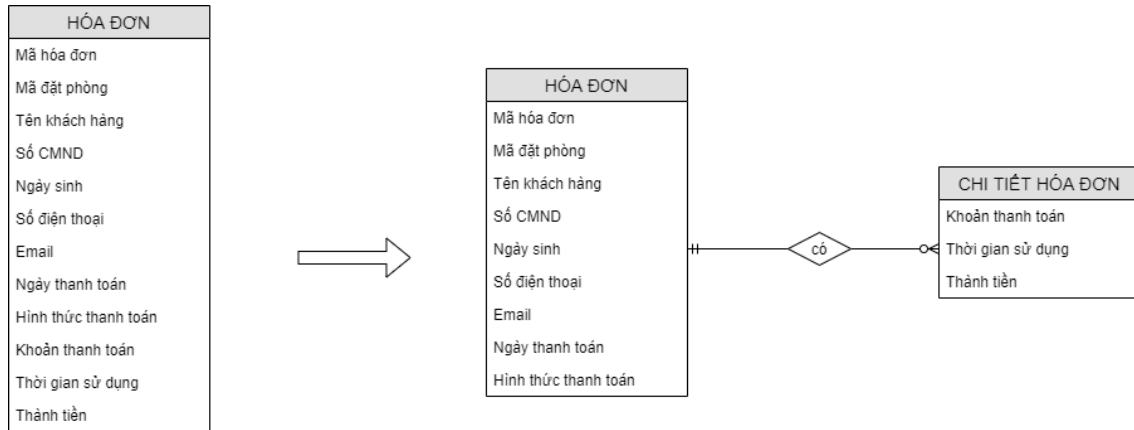 HÓA ĐƠN
Mã hóa đơn
Mã đặt phòng
Tên khách hàng
Số CMND
Ngày sinh
Số điện thoại
Email
Ngày thanh toán
Hình thức thanh toán
Khoản thanh toán
Thời gian sử dụng
Thành tiền
HÓA ĐƠN
Mã hóa đơn
Mã đặt phòng
Tên khách hàng
Số CMND
Ngày sinh
Số điện thoại
Email
Ngày thanh toán
Hình thức thanh toán
có
CHI TIẾT HÓA ĐƠN
Khoản thanh toán
Thời gian sử dụng
Thành tiền